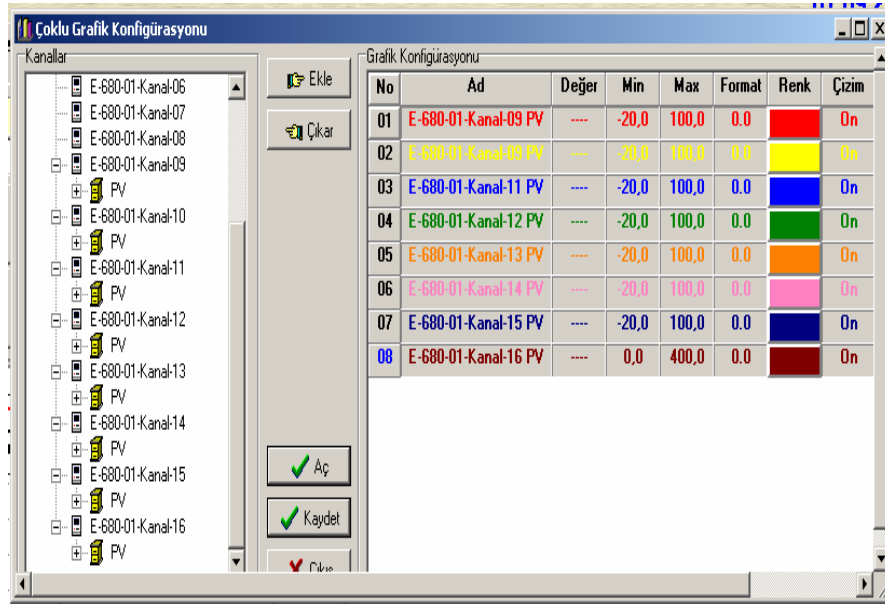 Çoklu Grafik Konfigürasyonu
Kanallar
E-680-01-Kanal-06
E-680-01-Kanal-07
E-680-01-Kanal-08
E-680-01-Kanal-09
PV
E-680-01-Kanal-10
PV
E-680-01-Kanal-11
PV
E-680-01-Kanal-12
PV
E-680-01-Kanal-13
PV
E-680-01-Kanal-14
PV
E-680-01-Kanal-15
PV
E-680-01-Kanal-16
PV
Ekle
Çıkar
Aç
Kaydet
Grafik Konfigürasyonu
No Ad Değer Min Max Format Renk Çizim
01 E-680-01-Kanal-09 PV ---- -20,0 100,0 0.0 On
02 E-680-01-Kanal-09 PV ---- -20,0 100,0 0.0 On
03 E-680-01-Kanal-11 PV ---- -20,0 100,0 0.0 On
04 E-680-01-Kanal-12 PV ---- -20,0 100,0 0.0 On
05 E-680-01-Kanal-13 PV ---- -20,0 100,0 0.0 On
06 E-680-01-Kanal-14 PV ---- -20,0 100,0 0.0 On
07 E-680-01-Kanal-15 PV ---- -20,0 100,0 0.0 On
08 E-680-01-Kanal-16 PV ---- 0,0 400,0 0.0 On